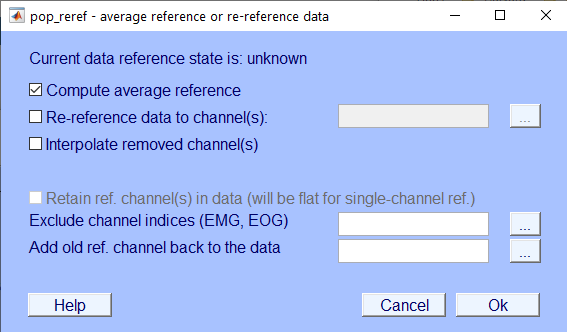 pop_reref - average reference or re-reference data
Current data reference state is: unknown
Compute average reference
Re-reference data to channel(s):
...
Interpolate removed channel(s)
Retain ref. channel(s) in data (will be flat for single-channel ref.)
Exclude channel indices (EMG, EOG)
...
Add old ref. channel back to the data
...
Help
Cancel
Ok